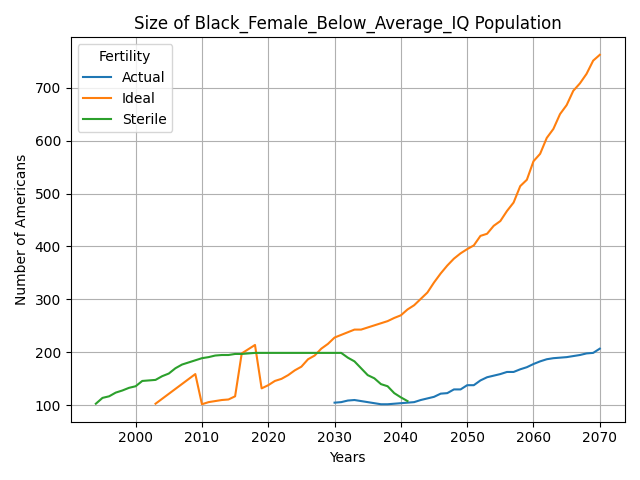 Size of Black_Female_Below_Average_IQ Population
Fertility
Actual
Ideal
Sterile
Number of Americans
700
600
500
400
300
200
100
2000 2010 2020 2030 2040 2050 2060 2070
Years